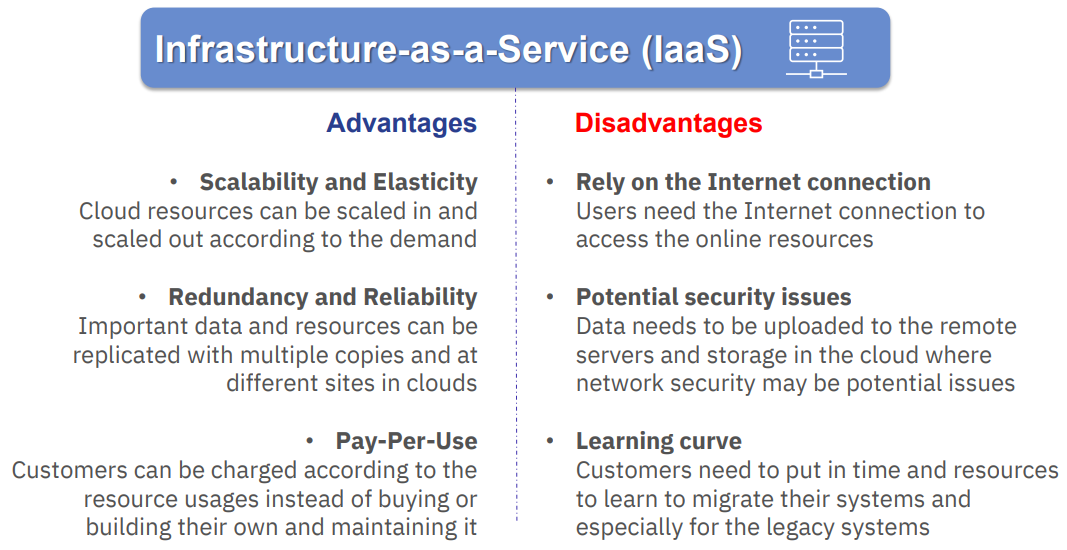 Infrastructure-as-a-Service (IaaS)
Advantages
• Scalability and Elasticity
Cloud resources can be scaled in and
scaled out according to the demand
• Redundancy and Reliability
Important data and resources can be
replicated with multiple copies and at
different sites in clouds
• Pay-Per-Use
Customers can be charged according to the
resource usages instead of buying or
building their own and maintaining it
Disadvantages
• Rely on the Internet connection
Users need the Internet connection to
access the online resources
• Potential security issues
Data needs to be uploaded to the remote
servers and storage in the cloud where
network security may be potential issues
• Learning curve
Customers need to put in time and resources
to learn to migrate their systems and
especially for the legacy systems